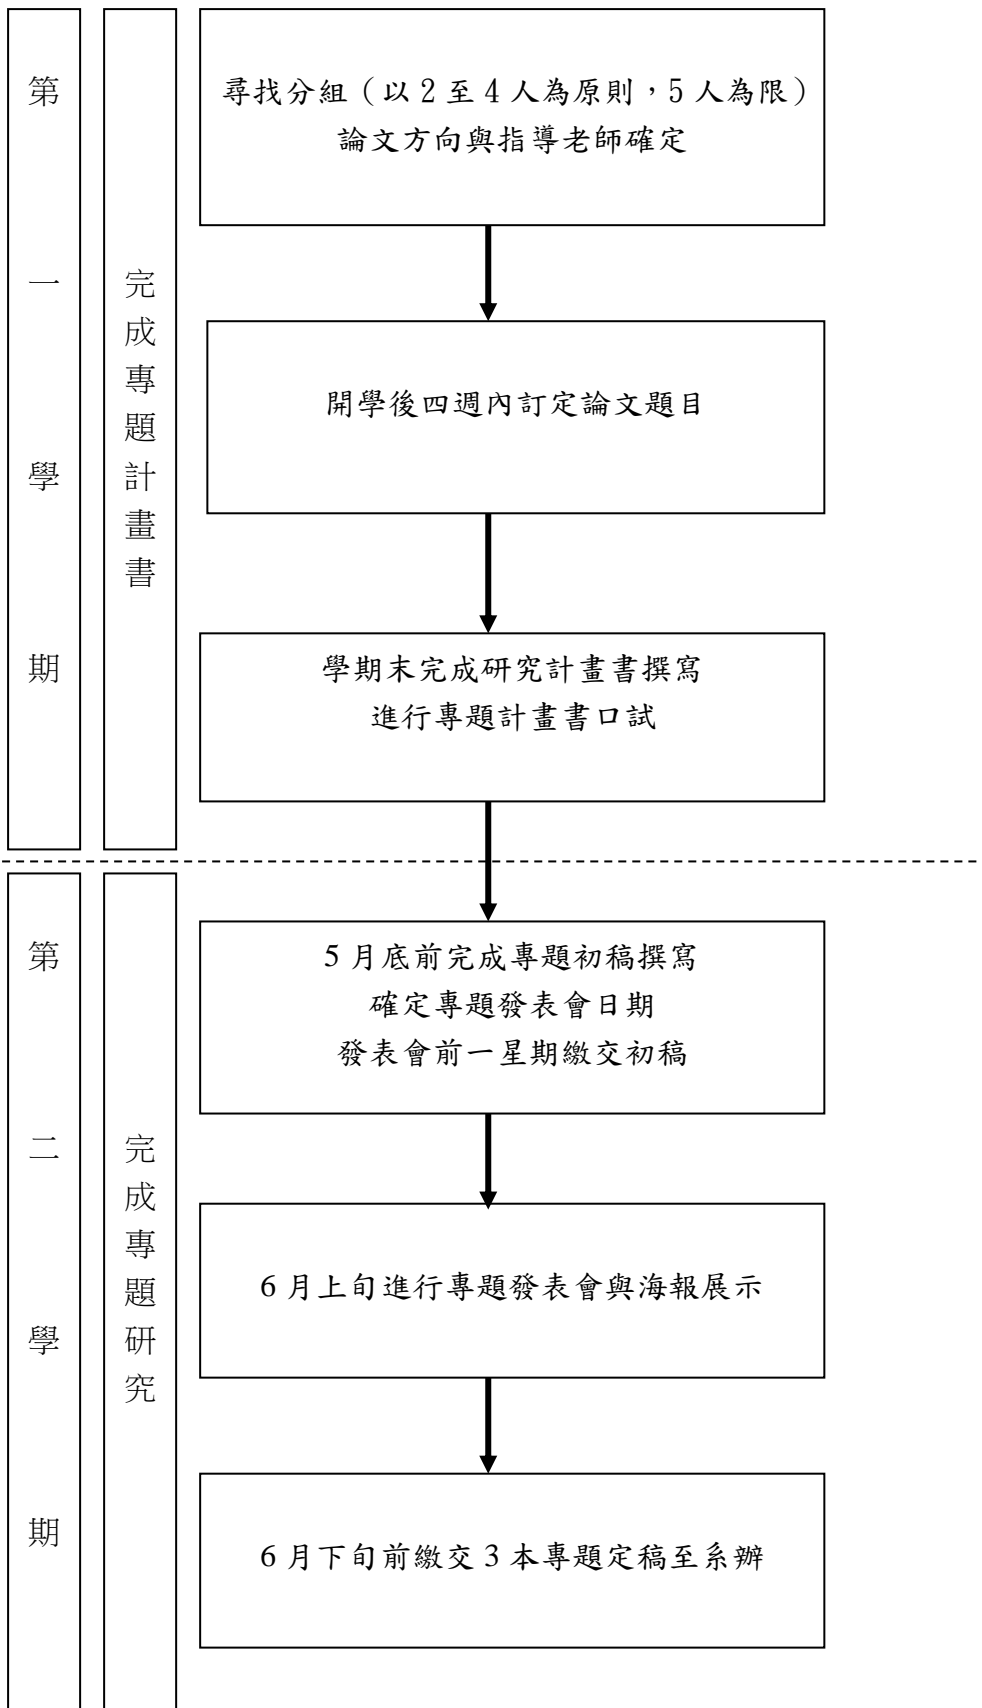 第一學期
完成專題計畫書
尋找分組（以 2 至 4 人為原則，5 人為限）
論文方向與指導老師確定
開學後四週內訂定論文題目
學期末完成研究計畫書撰寫
進行專題計畫書口試
第二學期
完成專題研究
5 月底前完成專題初稿撰寫
確定專題發表會日期
發表會前一星期繳交初稿
6 月上旬進行專題發表會與海報展示
6 月下旬前繳交 3 本專題定稿至系辦